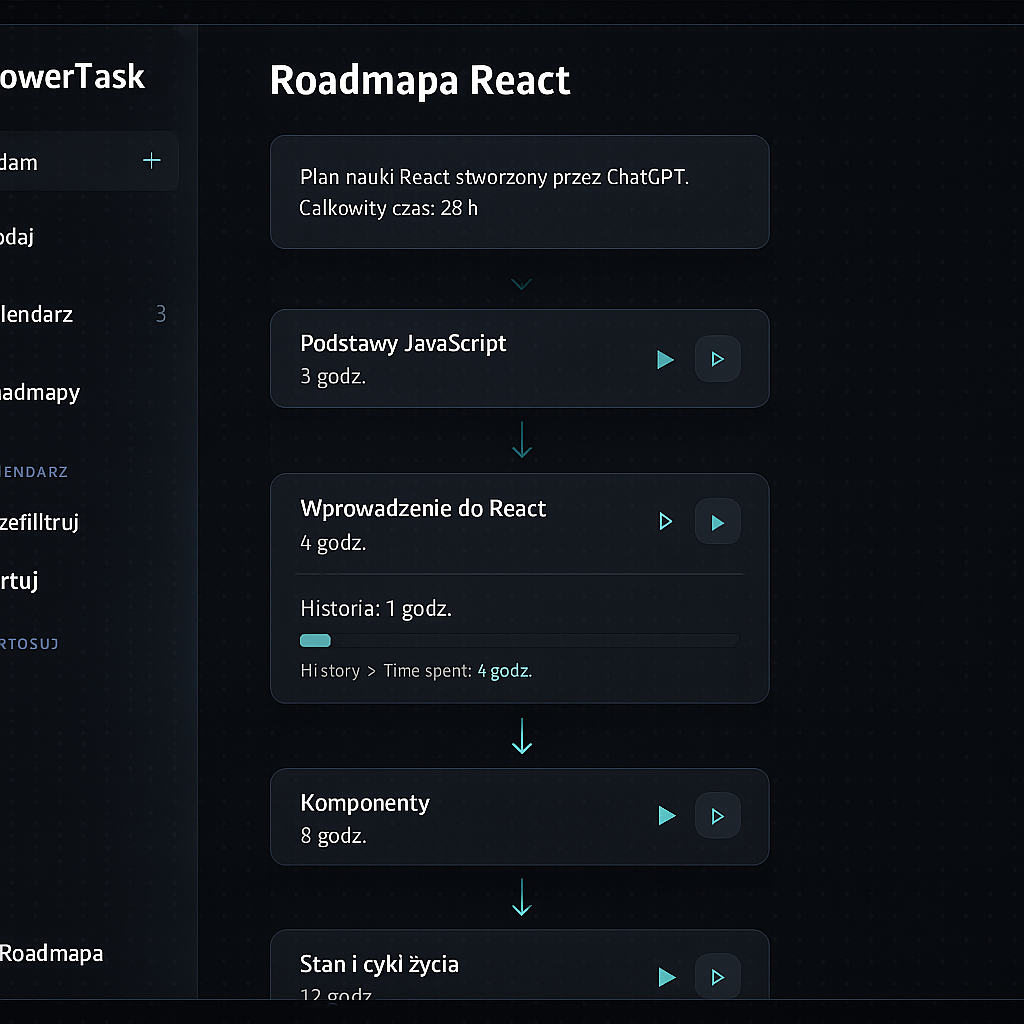 owerTask
dam
odaj
lendarz 3
admapy
lENDARZ
zefilltruj
rtuj
RTOSUJ
Roadmapa
Roadmapa React
Plan nauki React stworzony przez ChatGPT.
Calkowity czas: 28 h
Podstawy JavaScript
3 godz.
Wprowadzenie do React
4 godz.
Historia: 1 godz.
History > Time spent: 4 godz.
Komponenty
8 godz.
Stan i cykl życia
12 godz.